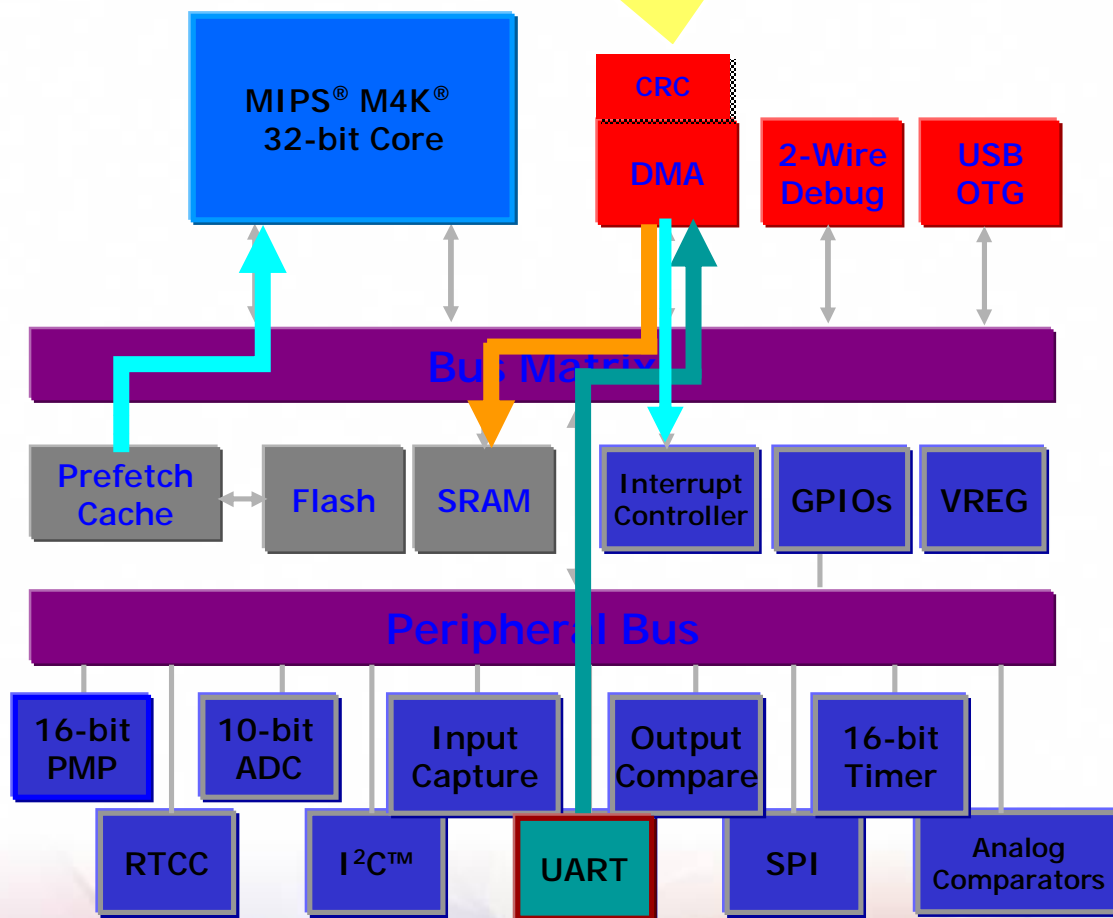 MIPS® M4K®
32-bit Core
CRC
DMA
2-Wire
Debug
USB
OTG
Bus Matrix
Prefetch
Cache
Flash
SRAM
Interrupt
Controller
GPIOs
VREG
Peripheral Bus
16-bit
PMP
10-bit
ADC
Input
Capture
Output
Compare
16-bit
Timer
RTCC
I²C™
UART
SPI
Analog
Comparators